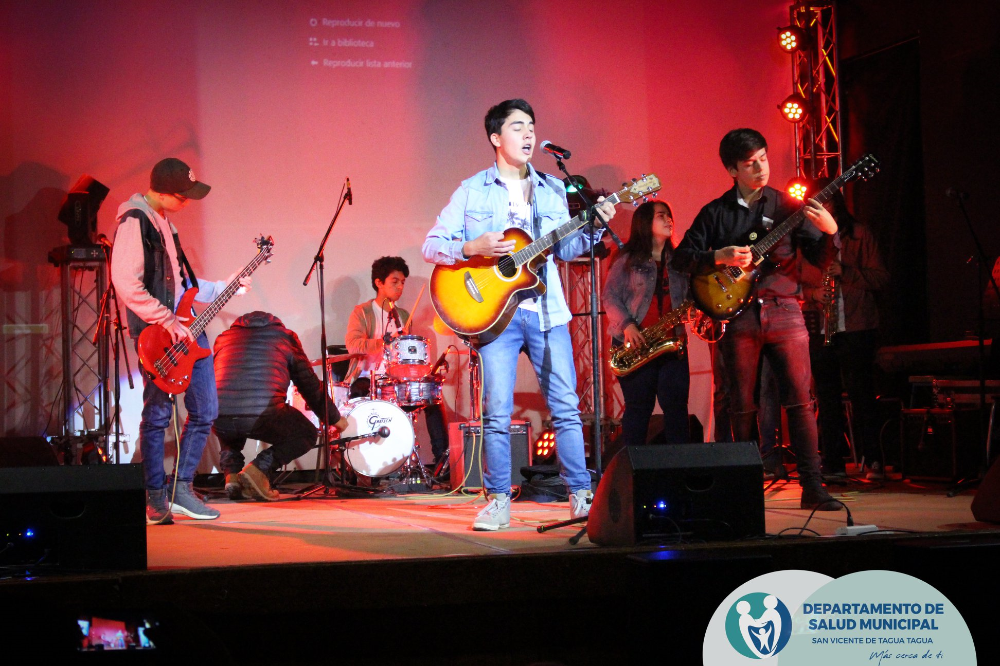 Reproducir de nuevo
Ir a biblioteca
Reproducir lista anterior
GRETSCH
DEPARTAMENTO DE
SALUD MUNICIPAL
SAN VICENTE DE TAGUA TAGUA
Más cerca de ti